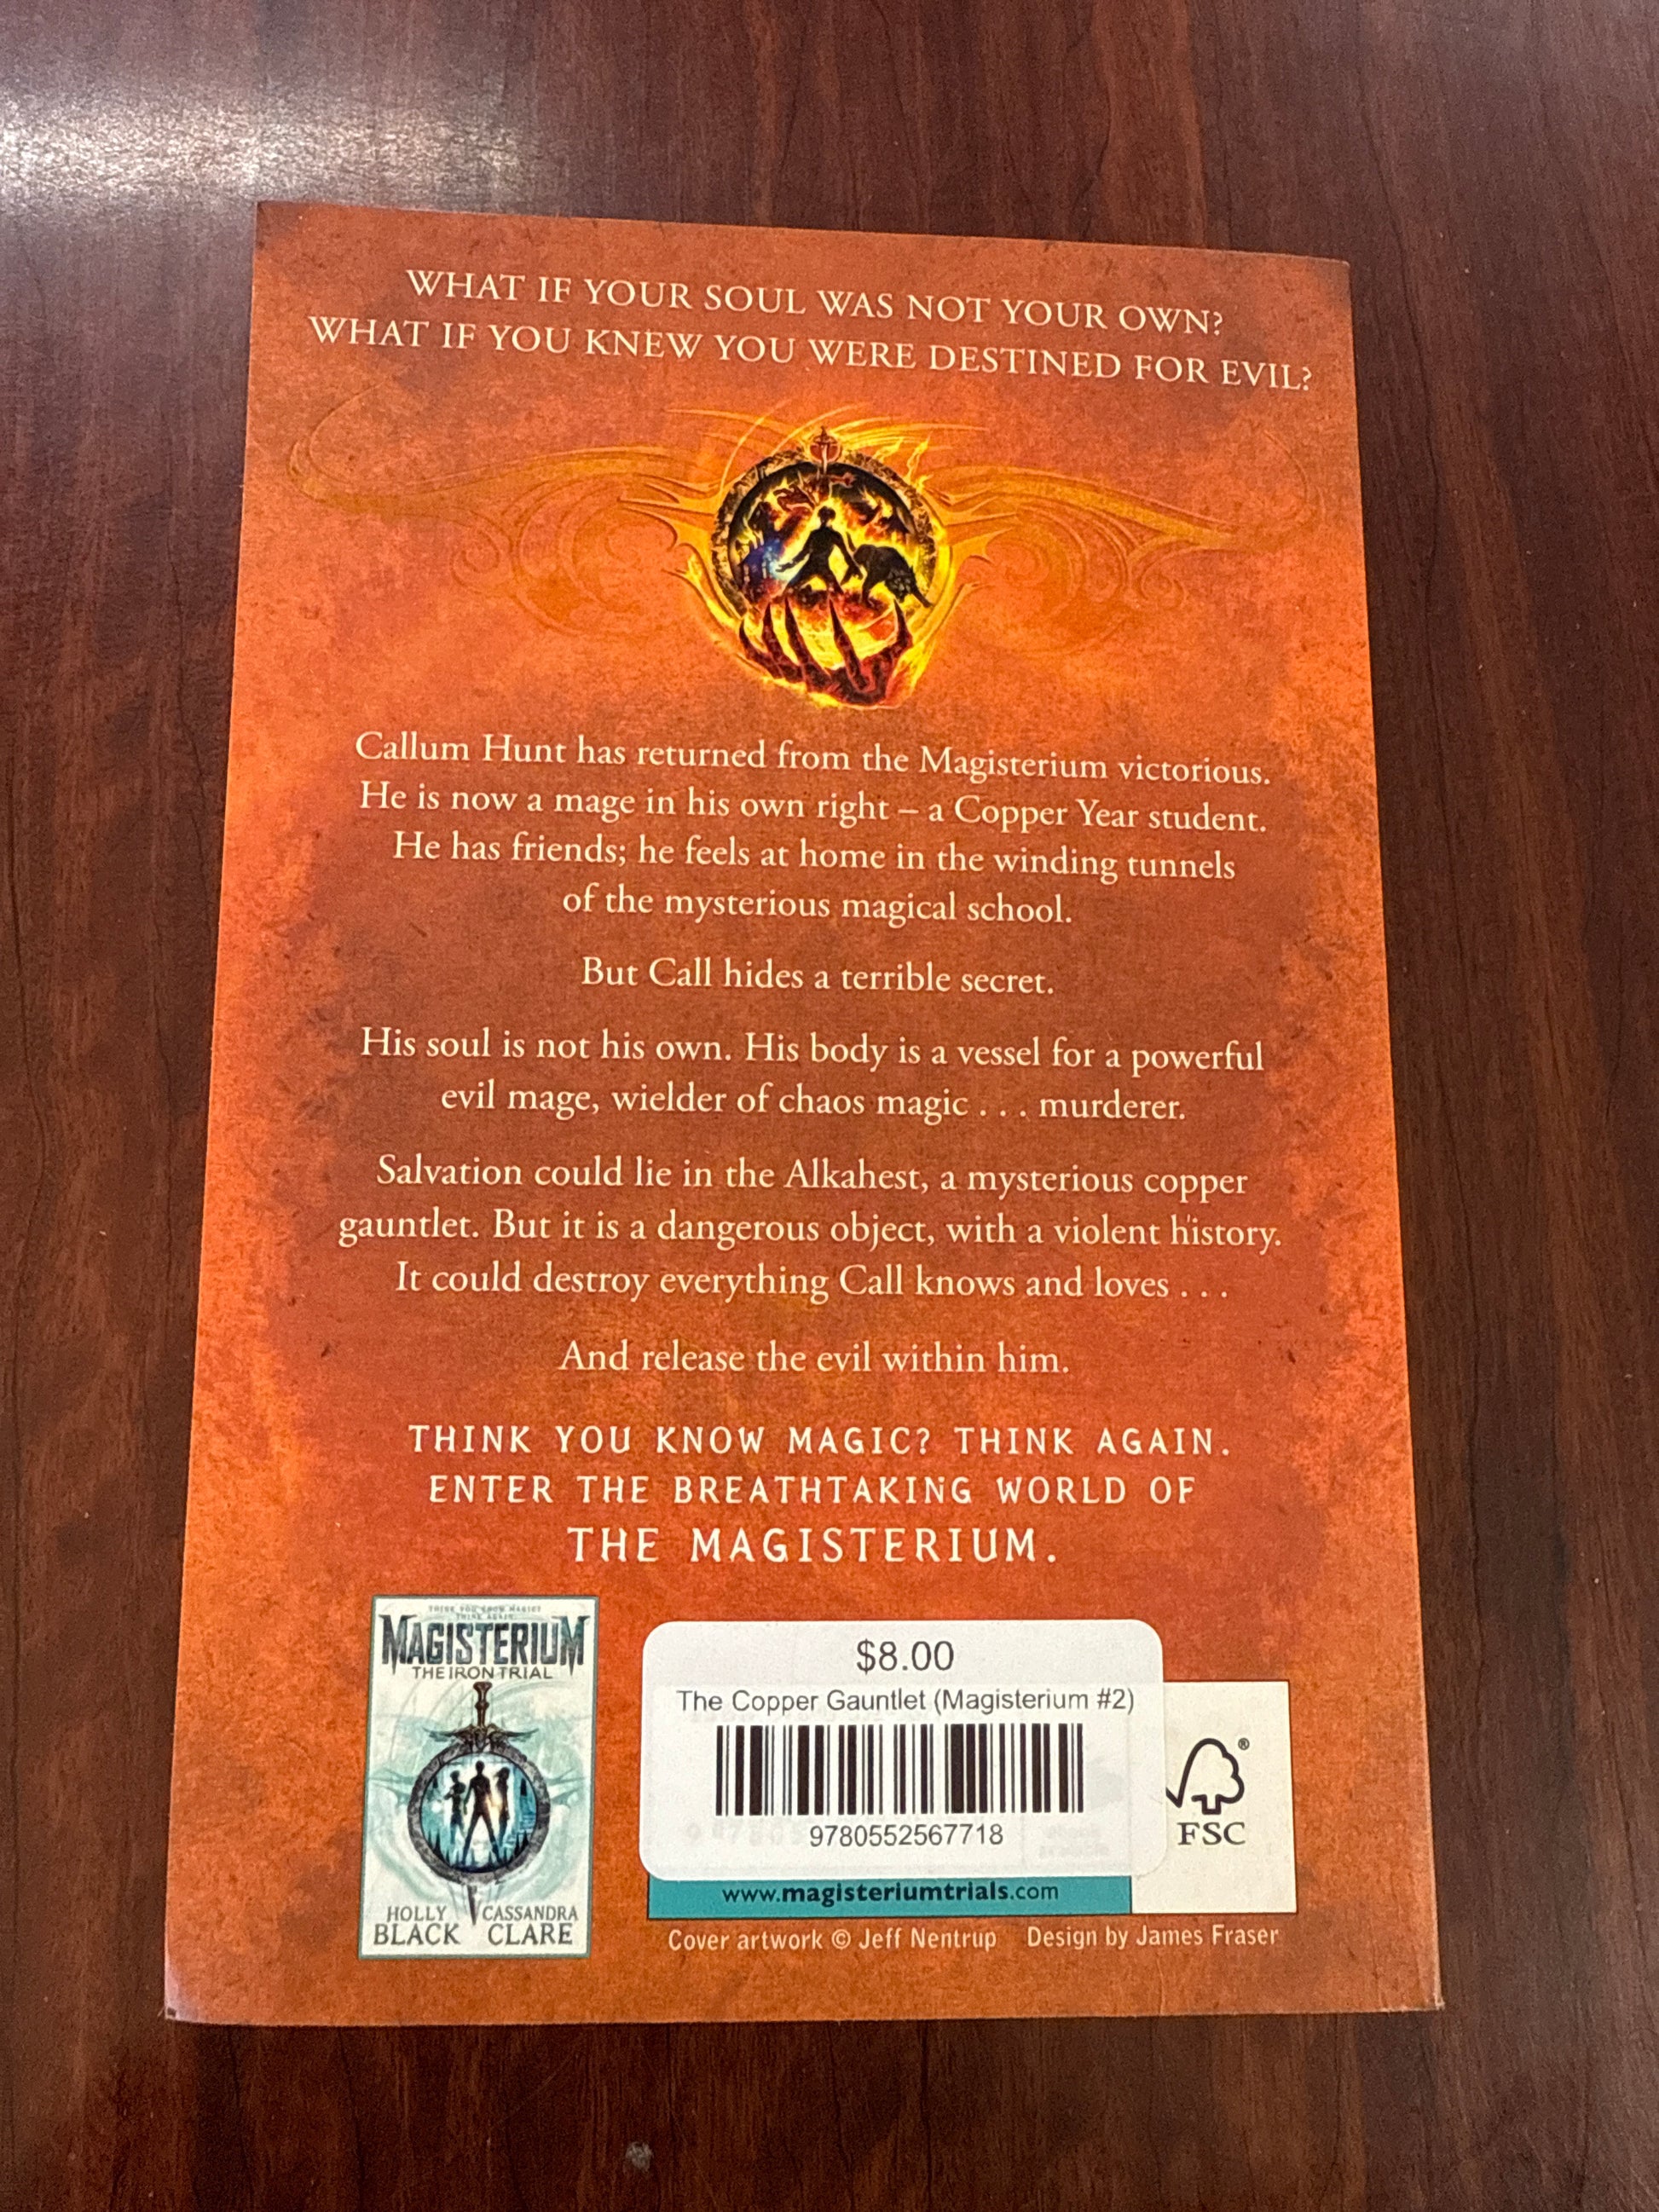 WHAT IF YOUR SOUL WAS NOT YOUR OWN?
WHAT IF YOU KNEW YOU WERE DESTINED FOR EVIL?
Callum Hunt has returned from the Magisterium victorious.
He is now a mage in his own right – a Copper Year student.
He has friends; he feels at home in the winding tunnels
of the mysterious magical school.
But Call hides a terrible secret.
His soul is not his own. His body is a vessel for a powerful
evil mage, wielder of chaos magic . . . murderer.
Salvation could lie in the Alkahest, a mysterious copper
gauntlet. But it is a dangerous object, with a violent history.
It could destroy everything Call knows and loves . . .
And release the evil within him.
THINK YOU KNOW MAGIC? THINK AGAIN.
ENTER THE BREATHTAKING WORLD OF
THE MAGISTERIUM.
THINK YOU KNOW MAGIC?
THINK AGAIN.
MAGISTERIUM
THE IRON TRIAL
HOLLY CASSANDRA
BLACK CLARE
$8.00
The Copper Gauntlet (Magisterium #2)
9780552567718
®
FSC
www.magisteriumtrials.com
Cover artwork © Jeff Nentrup Design by James Fraser